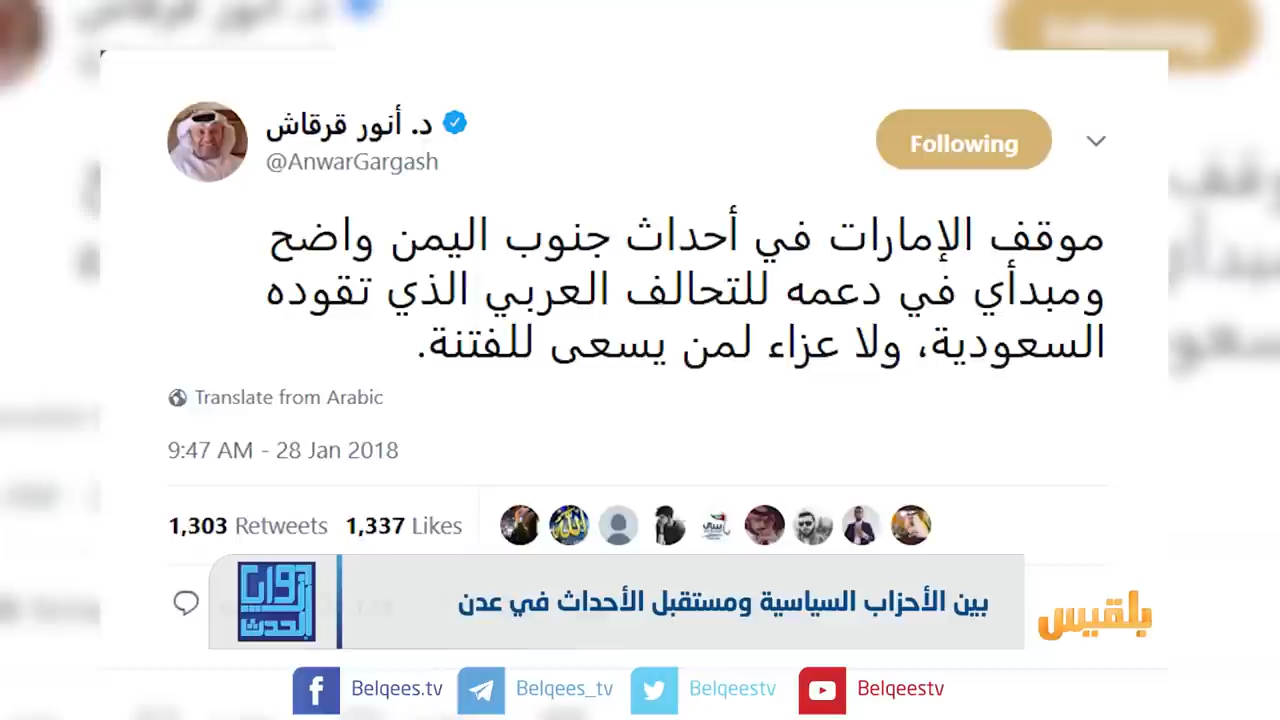 د. أنور قرقاش
@AnwarGargash
Following
موقف الإمارات في أحداث جنوب اليمن واضح
ومبدأي في دعمه للتحالف العربي الذي تقوده
السعودية، ولا عزاء لمن يسعى للفتنة.
Translate from Arabic
9:47 AM - 28 Jan 2018
1,303 Retweets 1,337 Likes
بين الأحزاب السياسية ومستقبل الأحداث في عدن
بلقيس
Belqees.tv
Belqees_tv
Belqeestv
Belqeestv